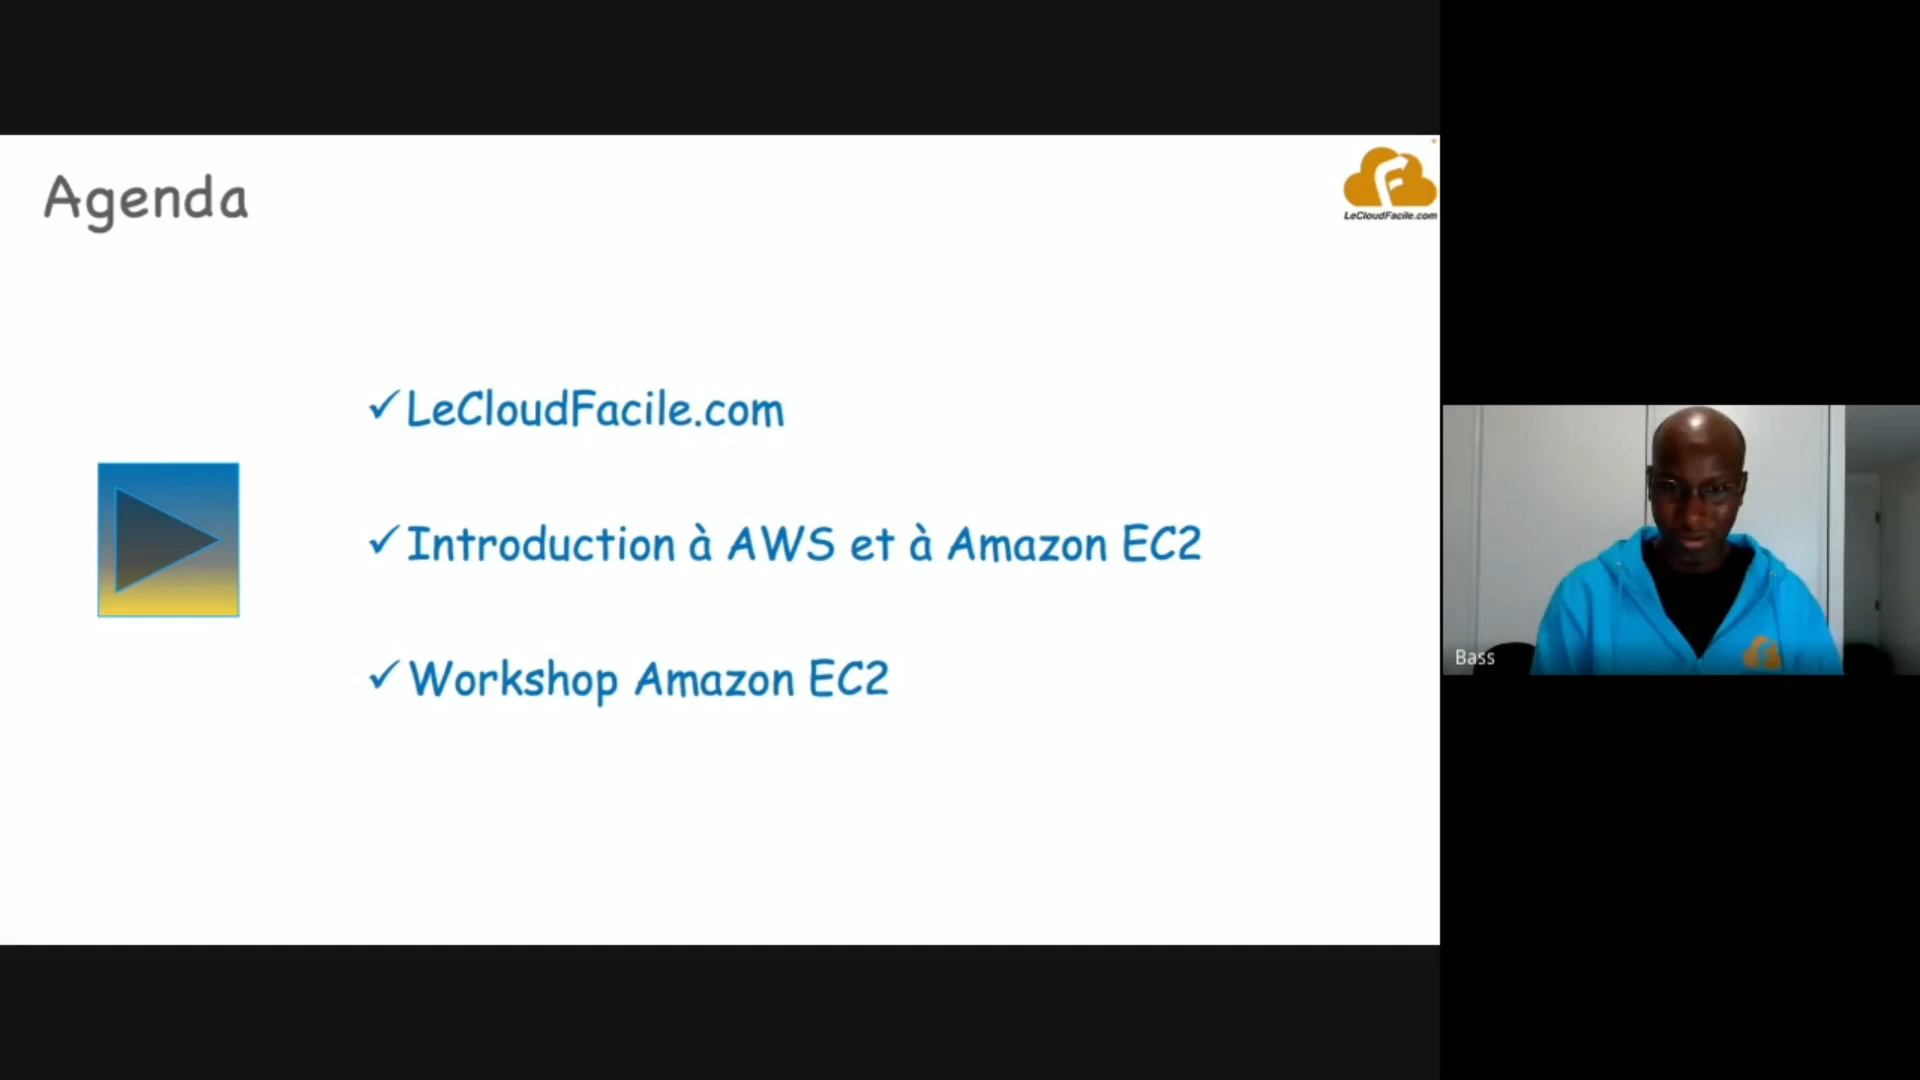 Agenda
LeCloudFacile.com
✓LeCloudFacile.com
✓Introduction à AWS et à Amazon EC2
✓Workshop Amazon EC2
Bass